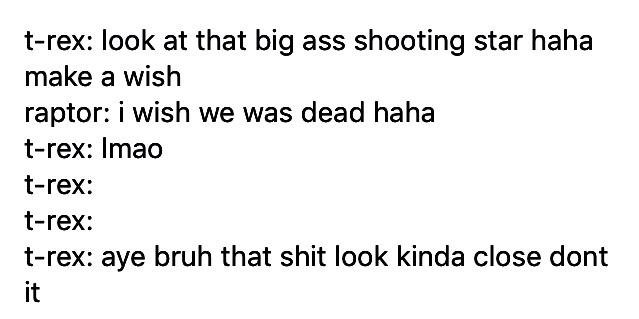 t-rex: look at that big ass shooting star haha
make a wish
raptor: i wish we was dead haha
t-rex: lmao
t-rex:
t-rex:
t-rex: aye bruh that shit look kinda close dont
it